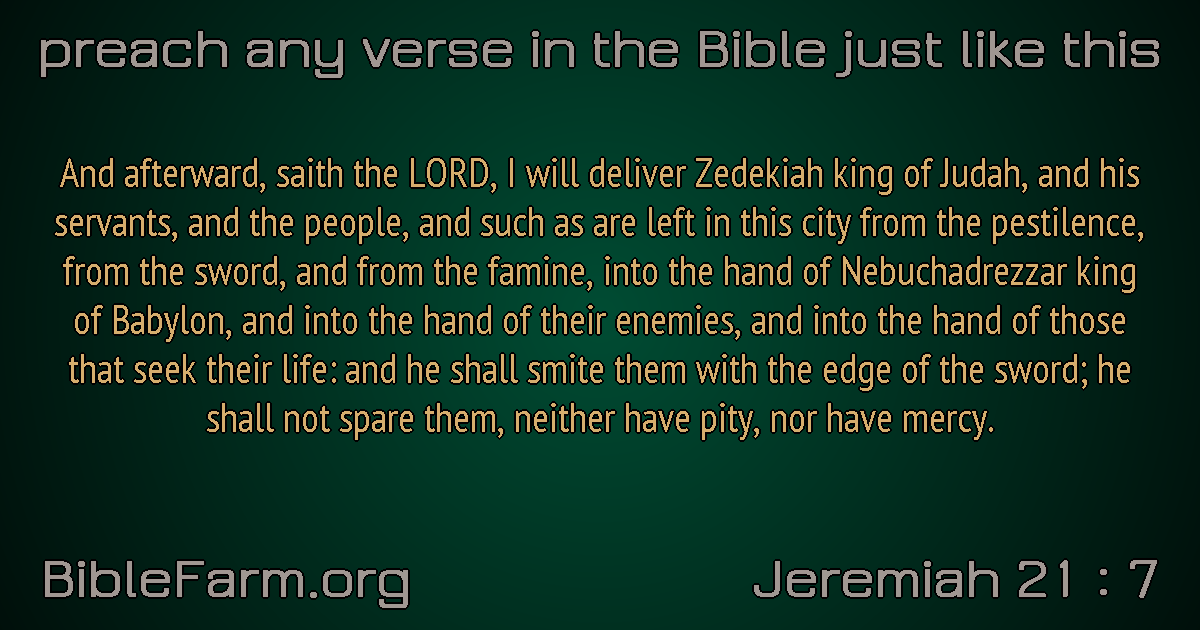 preach any verse in the Bible just like this
And afterward, saith the LORD, I will deliver Zedekiah king of Judah, and his
servants, and the people, and such as are left in this city from the pestilence,
from the sword, and from the famine, into the hand of Nebuchadrezzar king
of Babylon, and into the hand of their enemies, and into the hand of those
that seek their life: and he shall smite them with the edge of the sword; he
shall not spare them, neither have pity, nor have mercy.
BibleFarm.org
Jeremiah 21 : 7